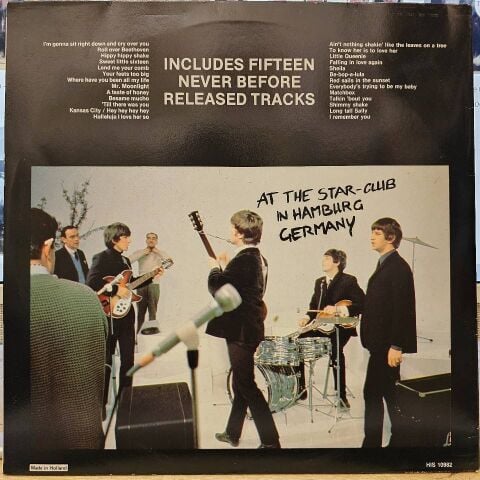 I'm gonna sit right down and cry over you
Roll over Beethoven
Hippy hippy shake
Sweet little sixteen
Lend me your comb
Your feets too big
Where have you been all my life
Mr. Moonlight
A taste of honey
Besame mucho
'Till there was you
Kansas City / Hey hey hey hey
Halleluja I love her so
INCLUDES FIFTEEN
NEVER BEFORE
RELEASED TRACKS
Ain't nothing shakin' like the leaves on a tree
To know her is to love her
Little Queenie
Falling in love again
Sheila
Be-bop-a-lula
Red sails in the sunset
Everybody's trying to be my baby
Matchbox
Talkin 'bout you
Shimmy shake
Long tall Sally
I remember you
AT THE STAR-CLUB
IN HAMBURG
GERMANY
Made in Holland
HIS 10982